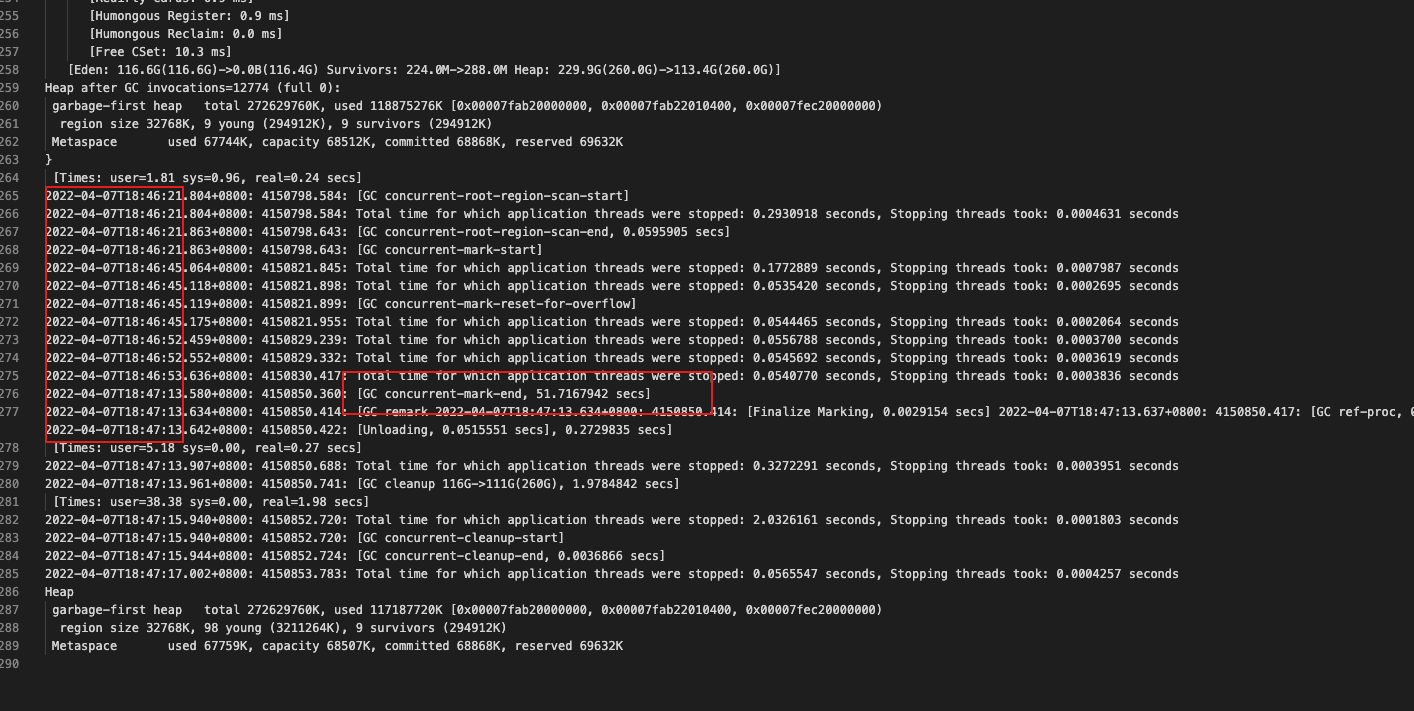 255 [Humongous Register: 0.9 ms]
256 [Humongous Reclaim: 0.0 ms]
257 [Free CSet: 10.3 ms]
258 [Eden: 116.6G(116.6G)->0.0B(116.4G) Survivors: 224.0M->288.0M Heap: 229.9G(260.0G)->113.4G(260.0G)]
259 Heap after GC invocations=12774 (full 0):
260 garbage-first heap   total 272629760K, used 118875276K [0x00007fab20000000, 0x00007fab22010400, 0x00007fec20000000)
261 region size 32768K, 9 young (294912K), 9 survivors (294912K)
262 Metaspace       used 67744K, capacity 68512K, committed 68868K, reserved 69632K
263 }
264 [Times: user=1.81 sys=0.96, real=0.24 secs]
265 2022-04-07T18:46:21.804+0800: 4150798.584: [GC concurrent-root-region-scan-start]
266 2022-04-07T18:46:21.804+0800: 4150798.584: Total time for which application threads were stopped: 0.2930918 seconds, Stopping threads took: 0.0004631 seconds
267 2022-04-07T18:46:21.863+0800: 4150798.643: [GC concurrent-root-region-scan-end, 0.0595905 secs]
268 2022-04-07T18:46:21.863+0800: 4150798.643: [GC concurrent-mark-start]
269 2022-04-07T18:46:45.064+0800: 4150821.845: Total time for which application threads were stopped: 0.1772889 seconds, Stopping threads took: 0.0007987 seconds
270 2022-04-07T18:46:45.118+0800: 4150821.898: Total time for which application threads were stopped: 0.0535420 seconds, Stopping threads took: 0.0002695 seconds
271 2022-04-07T18:46:45.119+0800: 4150821.899: [GC concurrent-mark-reset-for-overflow]
272 2022-04-07T18:46:45.175+0800: 4150821.955: Total time for which application threads were stopped: 0.0544465 seconds, Stopping threads took: 0.0002064 seconds
273 2022-04-07T18:46:52.459+0800: 4150829.239: Total time for which application threads were stopped: 0.0556788 seconds, Stopping threads took: 0.0003700 seconds
274 2022-04-07T18:46:52.552+0800: 4150829.332: Total time for which application threads were stopped: 0.0545692 seconds, Stopping threads took: 0.0003619 seconds
275 2022-04-07T18:46:53.636+0800: 4150830.417: Total time for which application threads were stopped: 0.0540770 seconds, Stopping threads took: 0.0003836 seconds
276 2022-04-07T18:47:13.580+0800: 4150850.360: [GC concurrent-mark-end, 51.7167942 secs]
277 2022-04-07T18:47:13.634+0800: 4150850.414: [GC remark 2022-04-07T18:47:13.634+0800: 4150850.414: [Finalize Marking, 0.0029154 secs] 2022-04-07T18:47:13.637+0800: 4150850.417: [GC ref-proc,
2022-04-07T18:47:13.642+0800: 4150850.422: [Unloading, 0.0515551 secs], 0.2729835 secs]
278 [Times: user=5.18 sys=0.00, real=0.27 secs]
279 2022-04-07T18:47:13.907+0800: 4150850.688: Total time for which application threads were stopped: 0.3272291 seconds, Stopping threads took: 0.0003951 seconds
280 2022-04-07T18:47:13.961+0800: 4150850.741: [GC cleanup 116G->111G(260G), 1.9784842 secs]
281 [Times: user=38.38 sys=0.00, real=1.98 secs]
282 2022-04-07T18:47:15.940+0800: 4150852.720: Total time for which application threads were stopped: 2.0326161 seconds, Stopping threads took: 0.0001803 seconds
283 2022-04-07T18:47:15.940+0800: 4150852.720: [GC concurrent-cleanup-start]
284 2022-04-07T18:47:15.944+0800: 4150852.724: [GC concurrent-cleanup-end, 0.0036866 secs]
285 2022-04-07T18:47:17.002+0800: 4150853.783: Total time for which application threads were stopped: 0.0565547 seconds, Stopping threads took: 0.0004257 seconds
286 Heap
287 garbage-first heap   total 272629760K, used 117187720K [0x00007fab20000000, 0x00007fab22010400, 0x00007fec20000000)
288 region size 32768K, 98 young (3211264K), 9 survivors (294912K)
289 Metaspace       used 67759K, capacity 68507K, committed 68868K, reserved 69632K
290